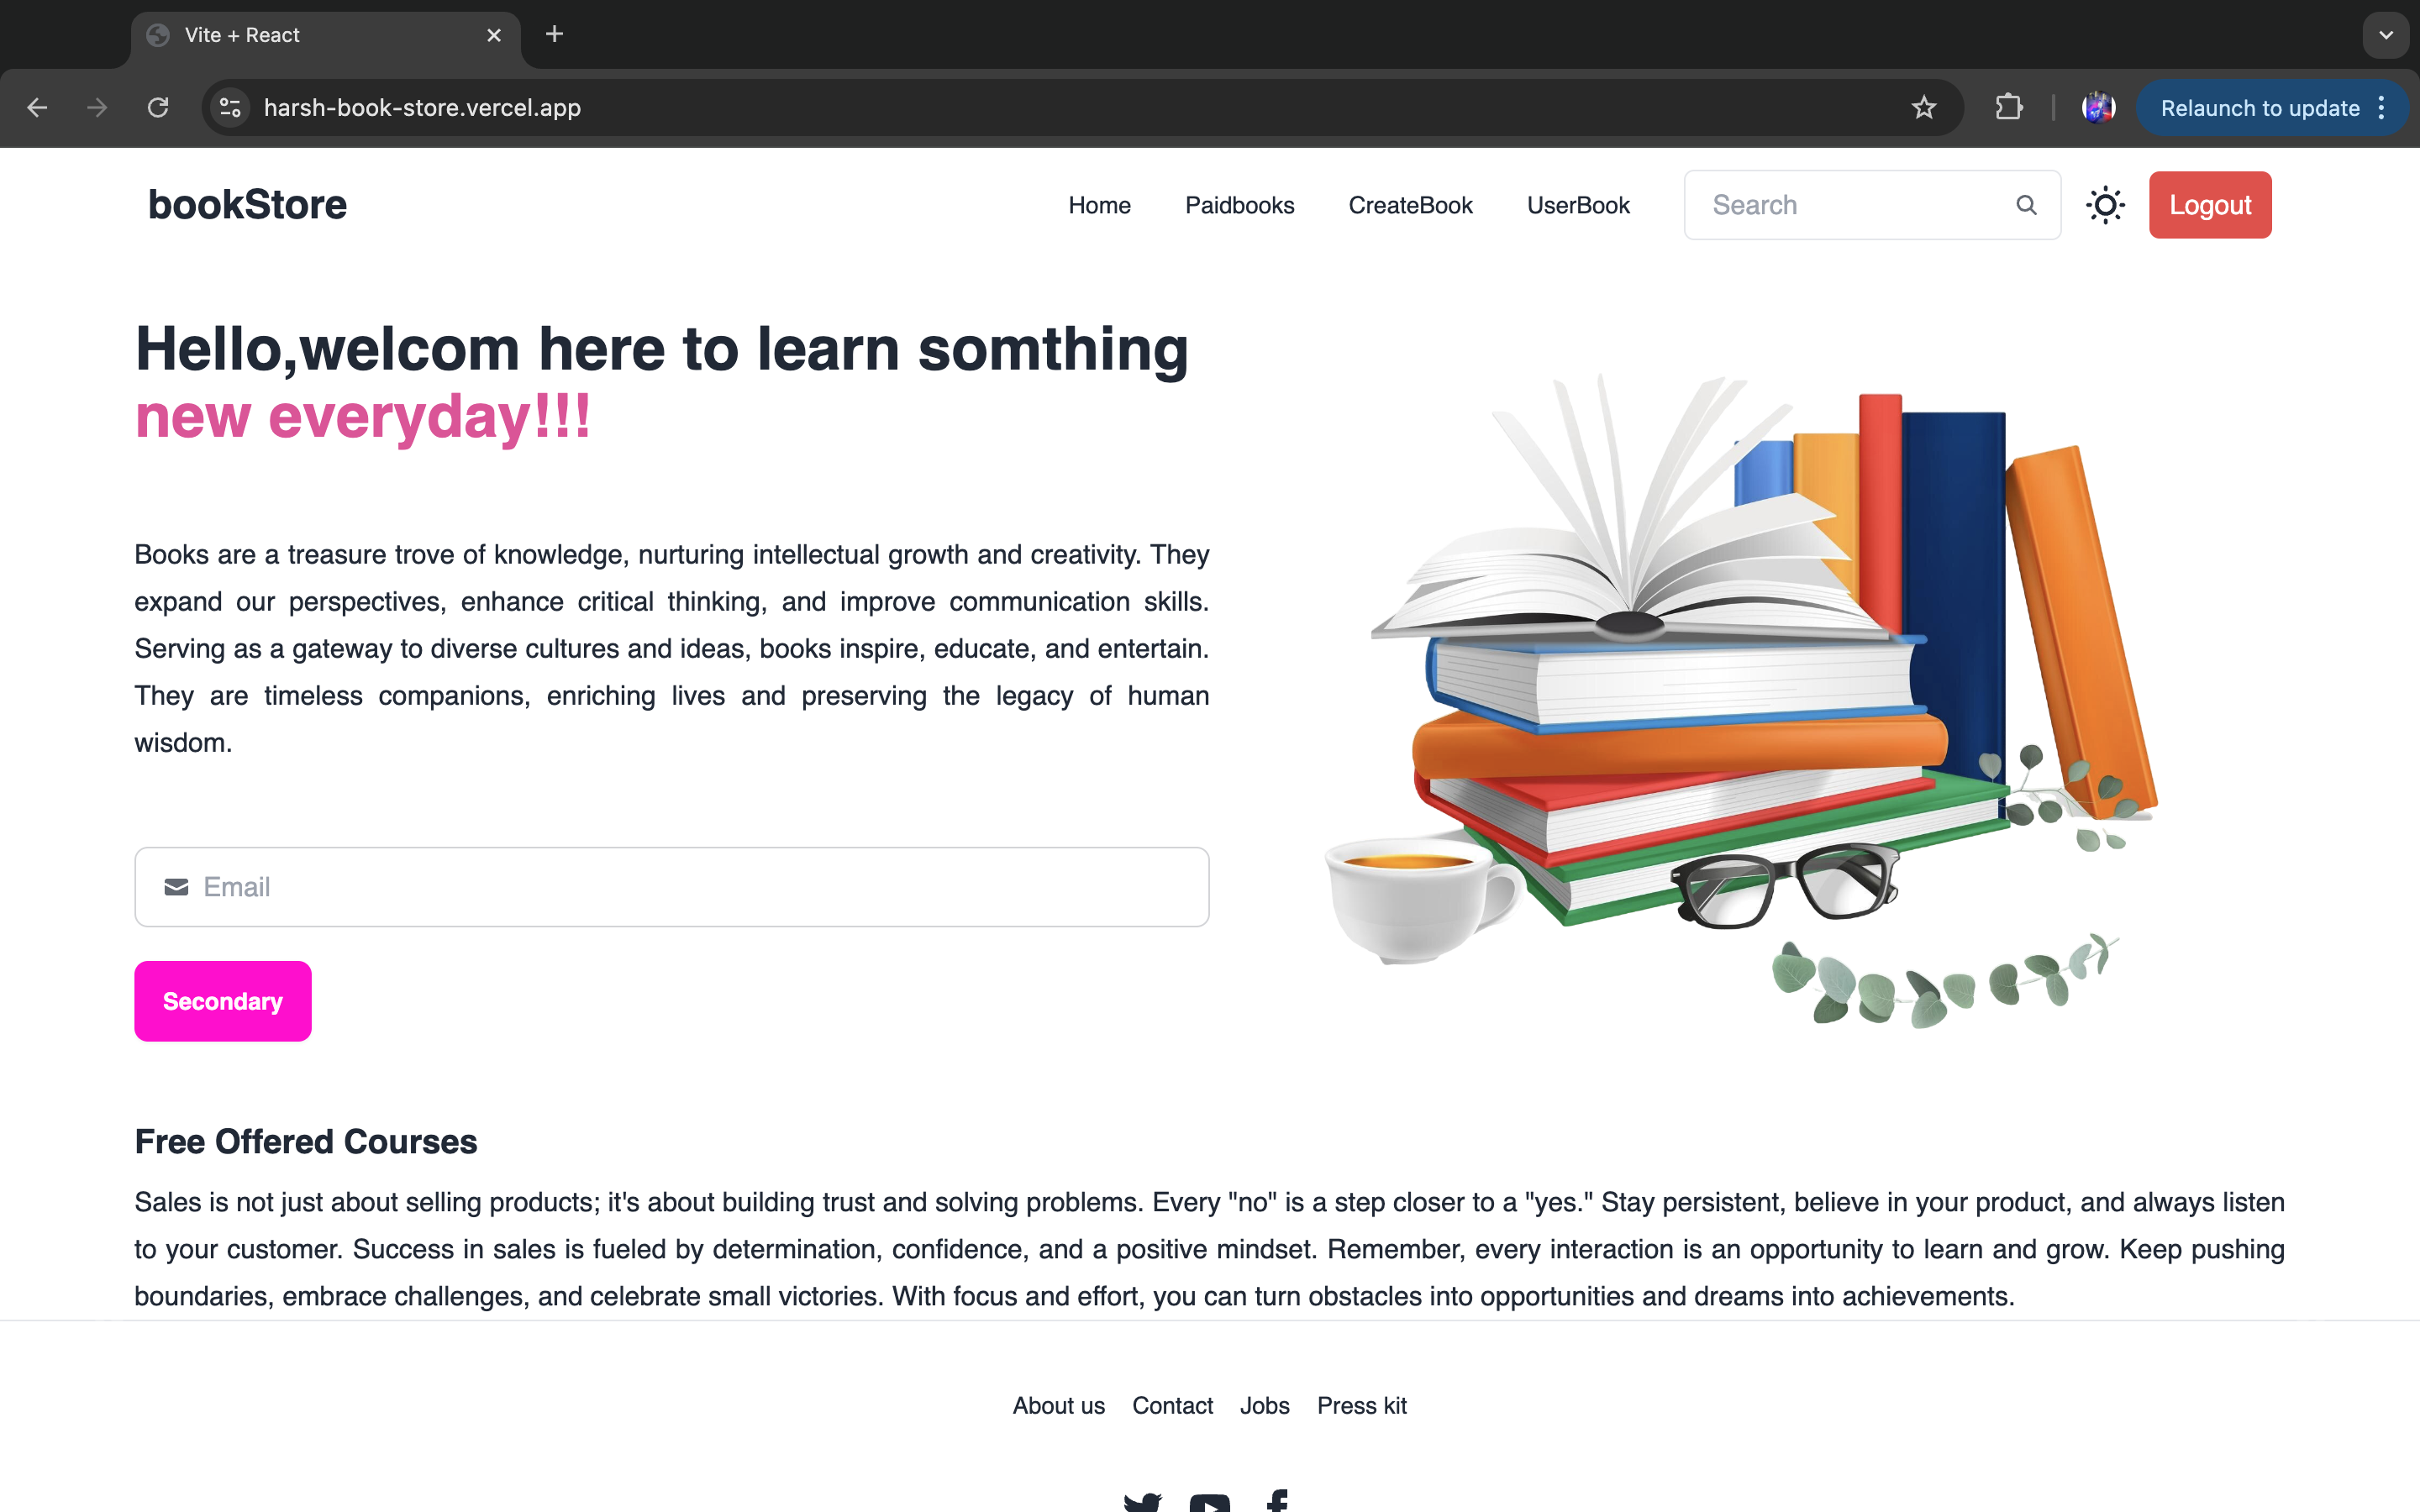 Vite + React
harsh-book-store.vercel.app
Relaunch to update
bookStore
Home
Paidbooks
CreateBook
UserBook
Search
Logout
Hello,welcom here to learn somthing
new everyday!!!
Books are a treasure trove of knowledge, nurturing intellectual growth and creativity. They
expand our perspectives, enhance critical thinking, and improve communication skills.
Serving as a gateway to diverse cultures and ideas, books inspire, educate, and entertain.
They are timeless companions, enriching lives and preserving the legacy of human
wisdom.
Email
Secondary
Free Offered Courses
Sales is not just about selling products; it's about building trust and solving problems. Every "no" is a step closer to a "yes." Stay persistent, believe in your product, and always listen
to your customer. Success in sales is fueled by determination, confidence, and a positive mindset. Remember, every interaction is an opportunity to learn and grow. Keep pushing
boundaries, embrace challenges, and celebrate small victories. With focus and effort, you can turn obstacles into opportunities and dreams into achievements.
About us
Contact
Jobs
Press kit